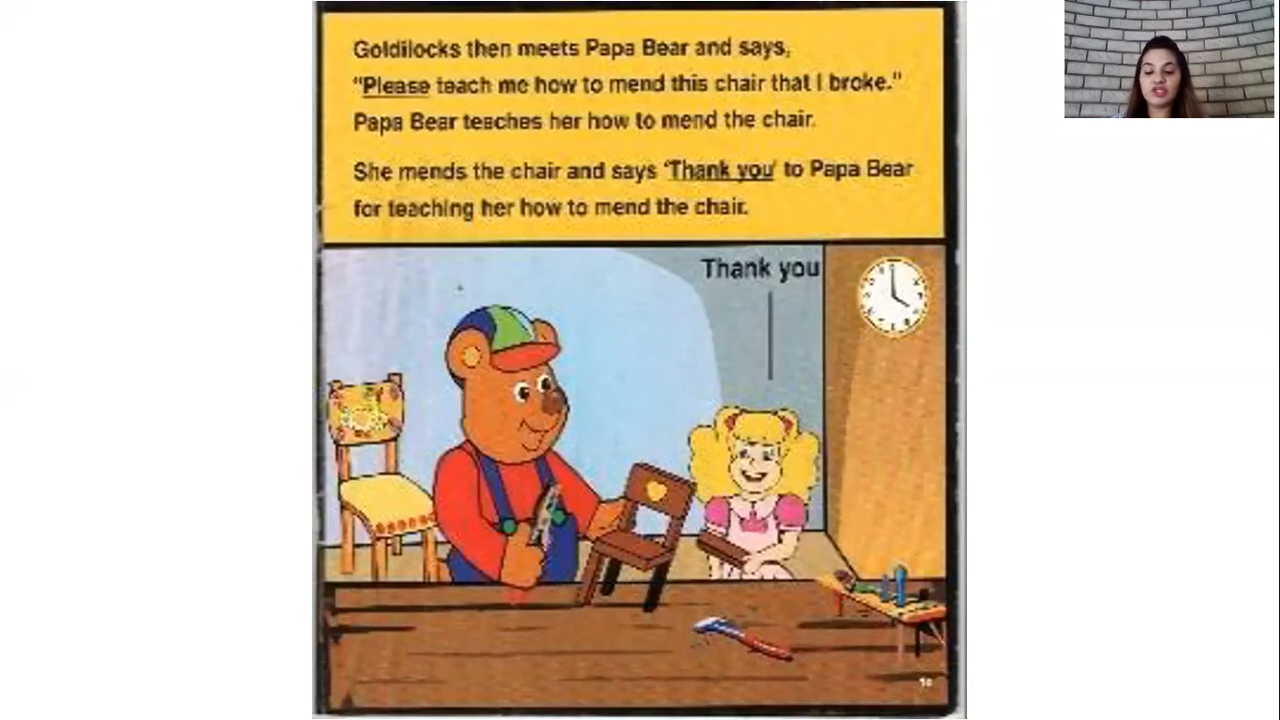 Goldilocks then meets Papa Bear and says,
“Please teach me how to mend this chair that I broke.”
Papa Bear teaches her how to mend the chair.
She mends the chair and says ‘Thank you’ to Papa Bear
for teaching her how to mend the chair.
Thank you